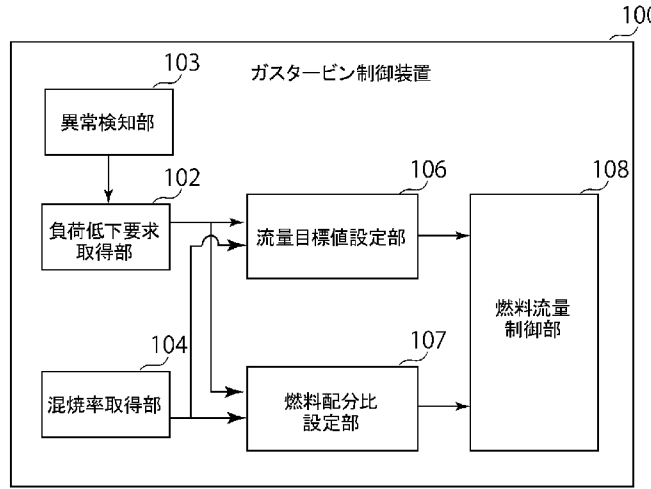 100
ガスタービン制御装置
103
異常検知部
102
負荷低下要求
取得部
106
流量目標値設定部
108
燃料流量
制御部
104
混焼率取得部
107
燃料配分比
設定部